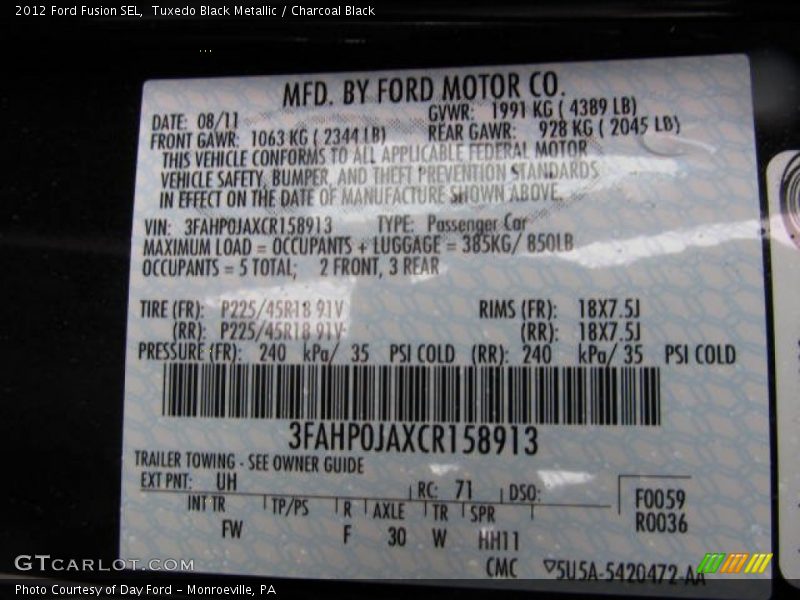 2012 Ford Fusion SEL,  Tuxedo Black Metallic / Charcoal Black
MFD. BY FORD MOTOR CO.
DATE: 08/11 GVWR: 1991 KG ( 4389 LB)
FRONT GAWR: 1063 KG ( 2344 LB) REAR GAWR: 928 KG ( 2045 LB)
THIS VEHICLE CONFORMS TO ALL APPLICABLE FEDERAL MOTOR
VEHICLE SAFETY, BUMPER, AND THEFT PREVENTION STANDARDS
IN EFFECT ON THE DATE OF MANUFACTURE SHOWN ABOVE.
VIN: 3FAHP0JAXCR158913 TYPE: Passenger Car
MAXIMUM LOAD = OCCUPANTS + LUGGAGE = 385KG/ 850LB
OCCUPANTS = 5 TOTAL; 2 FRONT, 3 REAR
TIRE (FR): P225/45R18 91V RIMS (FR): 18X7.5J
(RR): P225/45R18 91V (RR): 18X7.5J
PRESSURE (FR): 240 kPa/ 35 PSI COLD (RR): 240 kPa/ 35 PSI COLD
3FAHP0JAXCR158913
TRAILER TOWING - SEE OWNER GUIDE
EXT PNT: UH RC: 71 DSO: F0059
INT TR TP/PS R AXLE TR SPR R0036
FW F 30 W HH11
CMC ▽5U5A-5420472-AA
GTCARLOT.COM
Photo Courtesy of Day Ford – Monroeville, PA